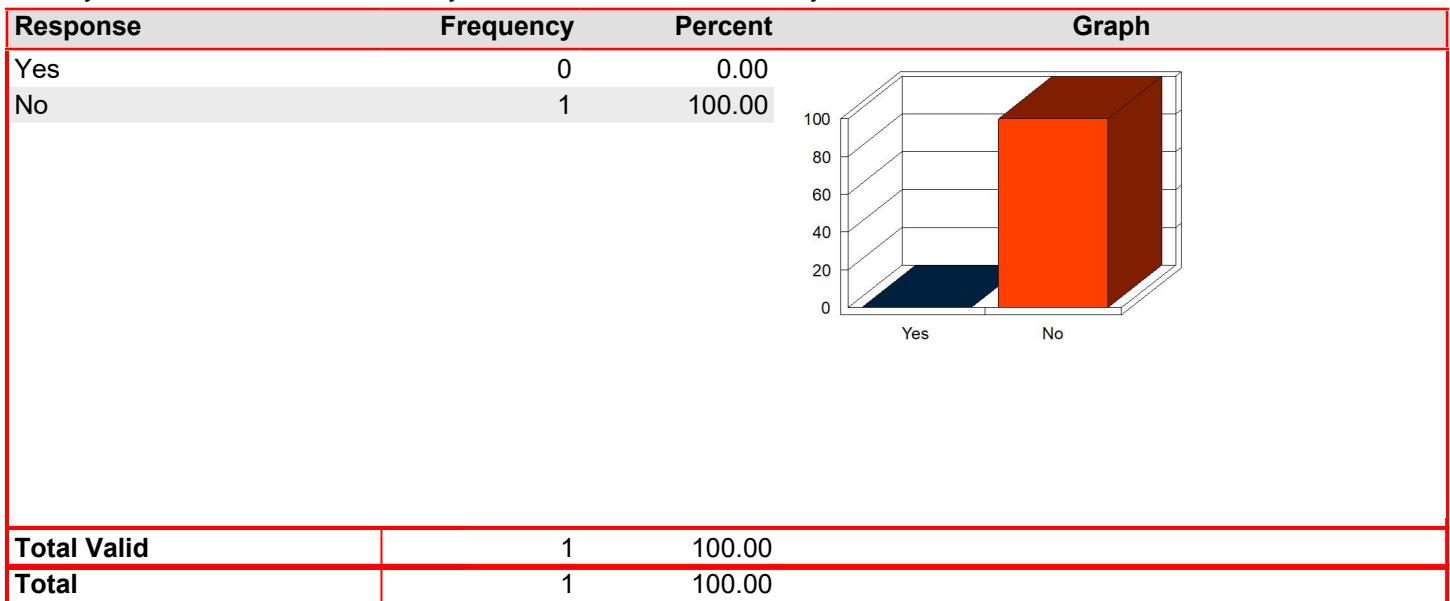 Response Frequency Percent Graph
Yes 0 0.00
No 1 100.00
100
80
60
40
20
0
Yes No
Total Valid 1 100.00
Total 1 100.00